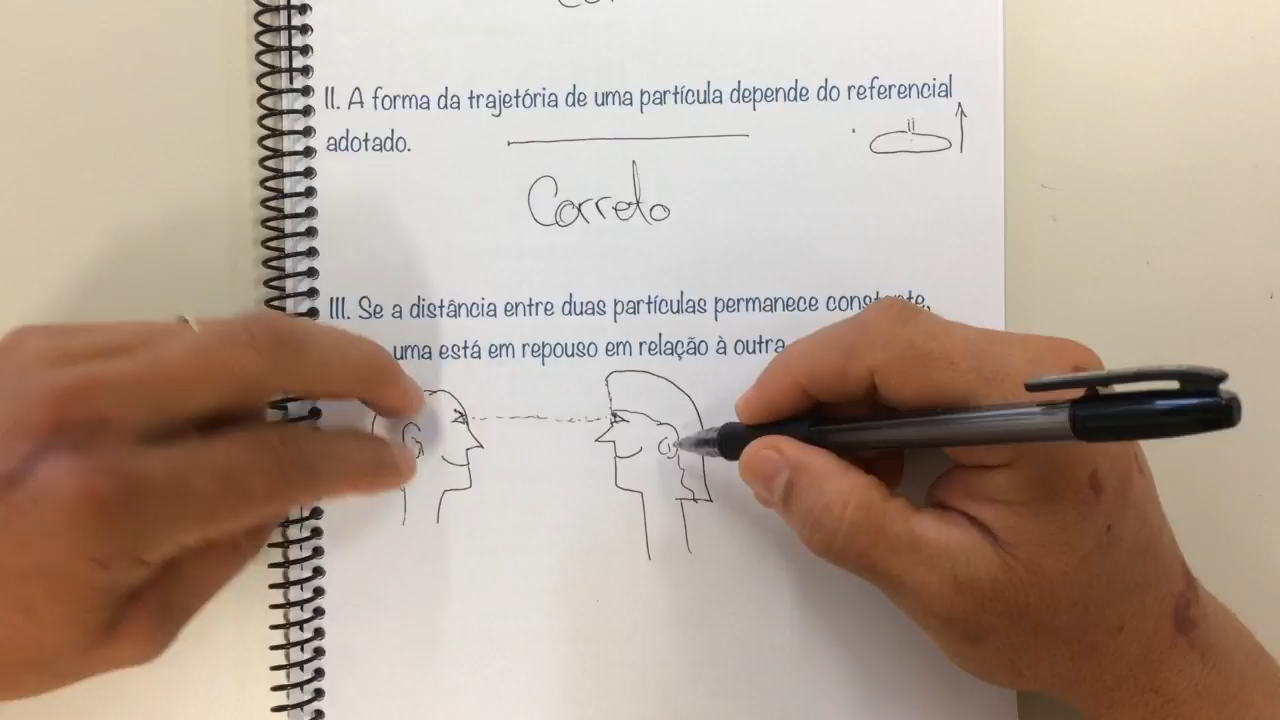 II. A forma da trajetória de uma partícula depende do referencial
adotado.
Correto
III. Se a distância entre duas partículas permanece constante,
uma está em repouso em relação à outra